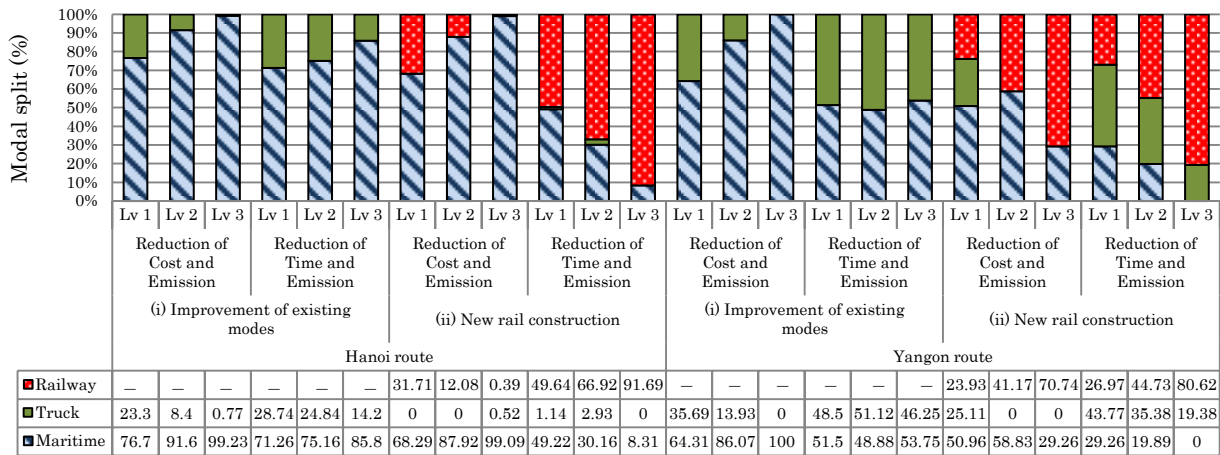 Modal split (%)
100%
90%
80%
70%
60%
50%
40%
30%
20%
10%
0%
Lv 1 Lv 2 Lv 3 Lv 1 Lv 2 Lv 3 Lv 1 Lv 2 Lv 3 Lv 1 Lv 2 Lv 3 Lv 1 Lv 2 Lv 3 Lv 1 Lv 2 Lv 3 Lv 1 Lv 2 Lv 3 Lv 1 Lv 2 Lv 3
Reduction of Cost and Emission
Reduction of Time and Emission
Reduction of Cost and Emission
Reduction of Time and Emission
Reduction of Cost and Emission
Reduction of Time and Emission
Reduction of Cost and Emission
Reduction of Time and Emission
(i) Improvement of existing modes
(ii) New rail construction
(i) Improvement of existing modes
(ii) New rail construction
Hanoi route
Yangon route
Railway – – – – – – 31.71 12.08 0.39 49.64 66.92 91.69 – – – – – – 23.93 41.17 70.74 26.97 44.73 80.62
Truck 23.3 8.4 0.77 28.74 24.84 14.2 0 0 0.52 1.14 2.93 0 35.69 13.93 0 48.5 51.12 46.25 25.11 0 0 43.77 35.38 19.38
Maritime 76.7 91.6 99.23 71.26 75.16 85.8 68.29 87.92 99.09 49.22 30.16 8.31 64.31 86.07 100 51.5 48.88 53.75 50.96 58.83 29.26 29.26 19.89 0